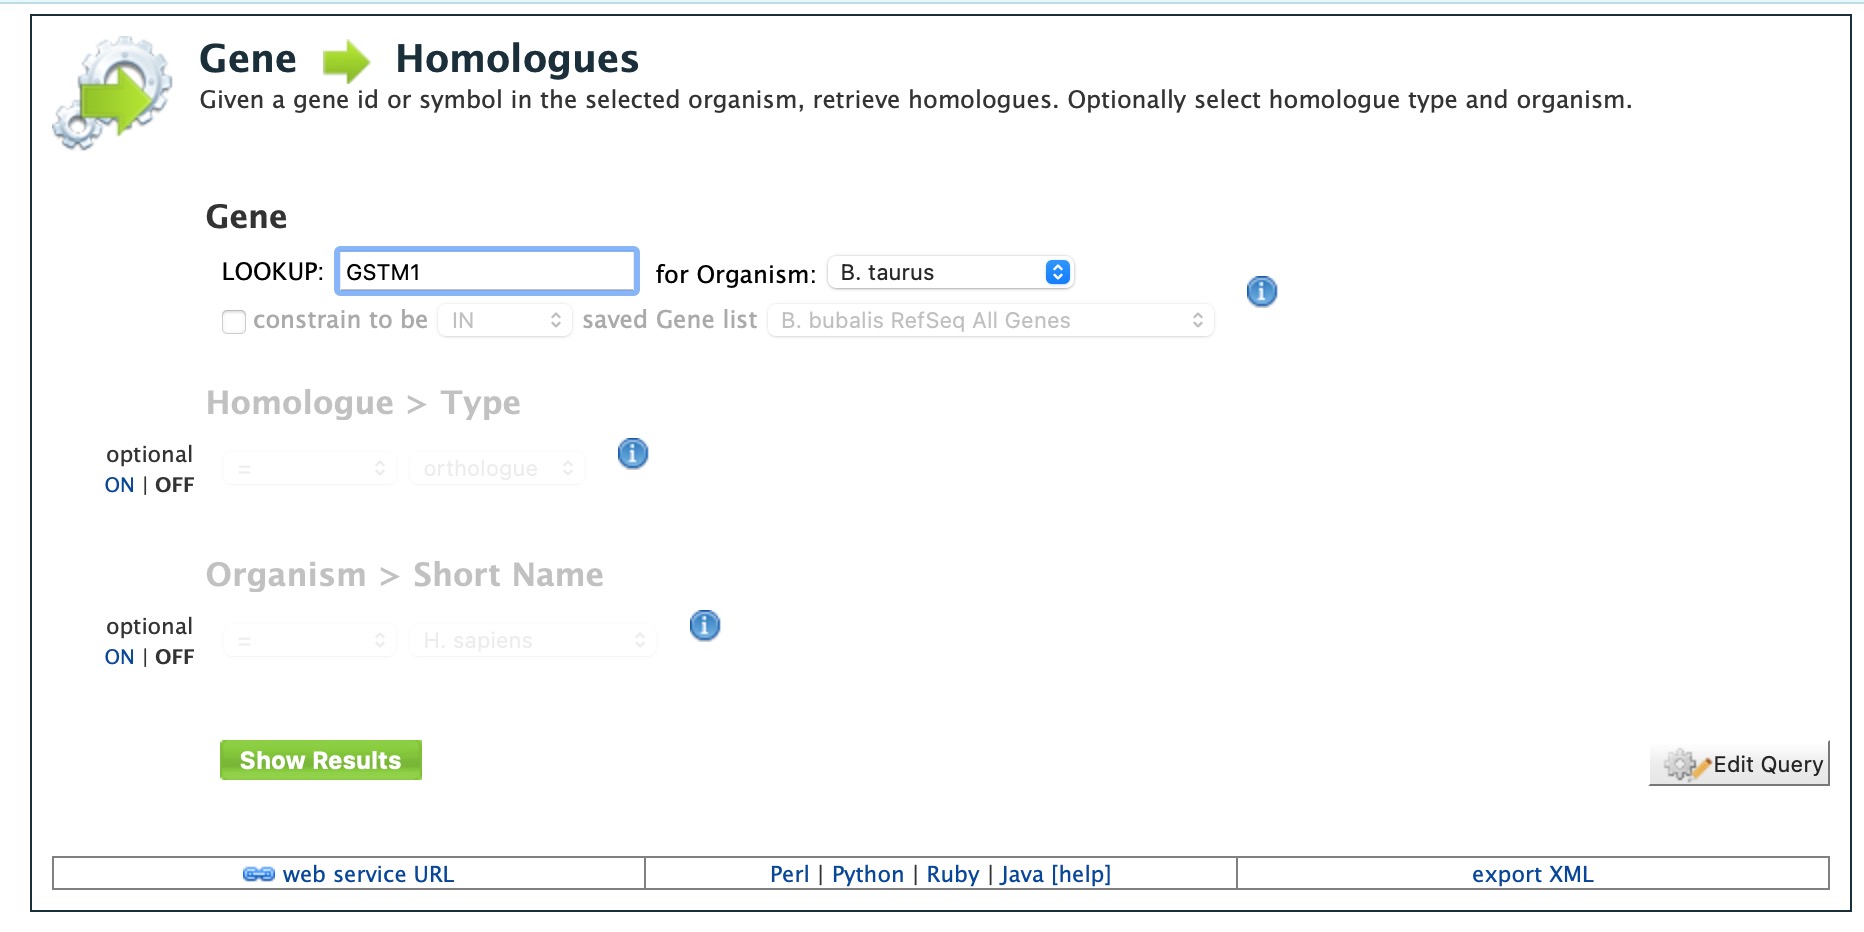 Gene Homologues
Given a gene id or symbol in the selected organism, retrieve homologues. Optionally select homologue type and organism.
Gene
LOOKUP: GSTM1 for Organism: B. taurus
constrain to be IN saved Gene list B. bubalis RefSeq All Genes
Homologue > Type
optional
ON | OFF
= orthologue
Organism > Short Name
optional
ON | OFF
= H. sapiens
Show Results
Edit Query
web service URL
Perl | Python | Ruby | Java [help]
export XML